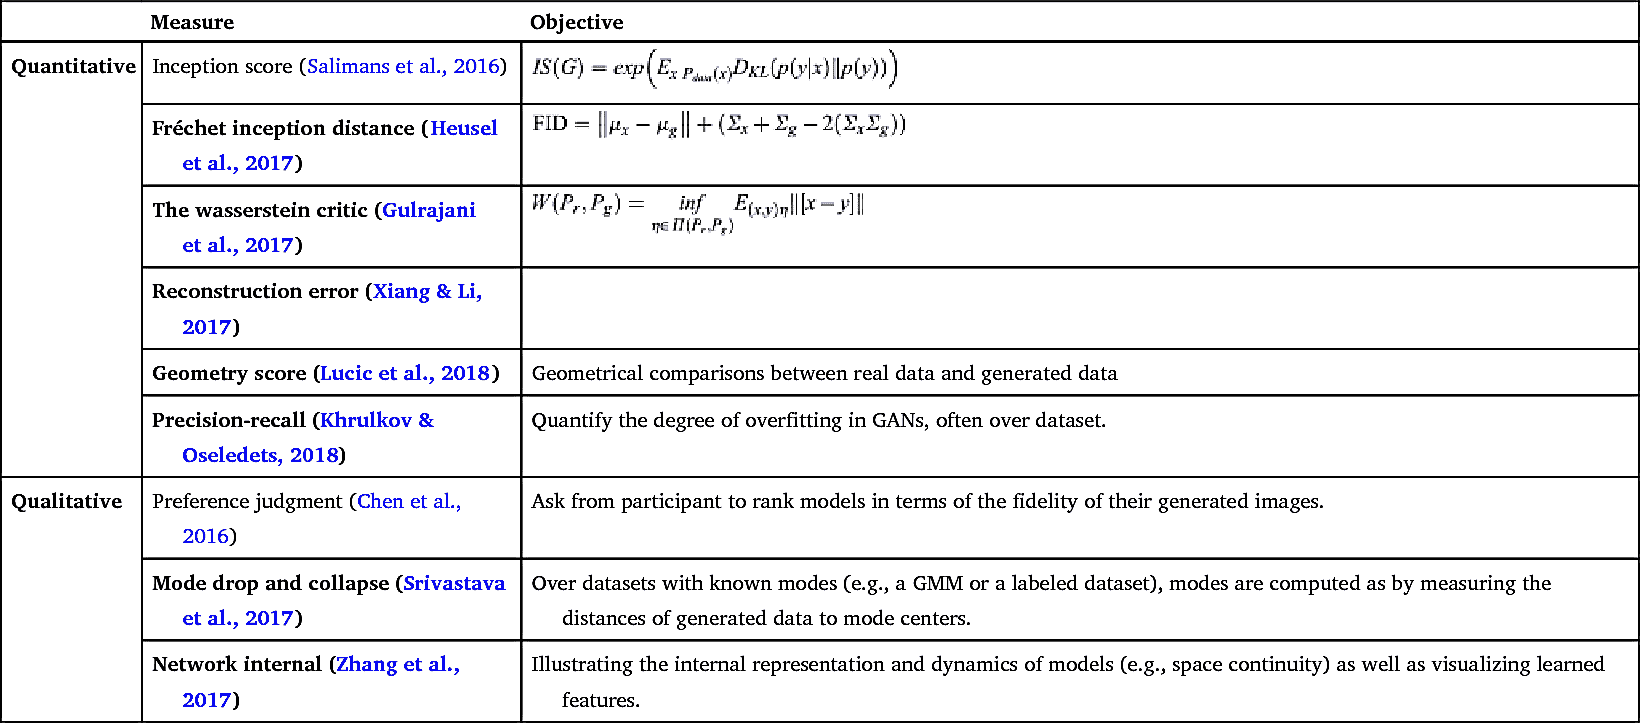 Measure Objective
Quantitative Inception score (Salimans et al., 2016) IS(G) = exp(E_{x P_{data}(x)} D_{KL}(p(y|x)‖p(y)))
Fréchet inception distance (Heusel
et al., 2017)
FID = ‖μ_x − μ_g‖ + (Σ_x + Σ_g − 2(Σ_xΣ_g))
The wasserstein critic (Gulrajani
et al., 2017)
W(P_r, P_g) = inf E_{(x,y)η}‖[x − y]‖
η∈Π(P_r,P_g)
Reconstruction error (Xiang & Li,
2017)
Geometry score (Lucic et al., 2018) Geometrical comparisons between real data and generated data
Precision-recall (Khrulkov &
Oseledets, 2018)
Quantify the degree of overfitting in GANs, often over dataset.
Qualitative Preference judgment (Chen et al.,
2016)
Ask from participant to rank models in terms of the fidelity of their generated images.
Mode drop and collapse (Srivastava
et al., 2017)
Over datasets with known modes (e.g., a GMM or a labeled dataset), modes are computed as by measuring the
distances of generated data to mode centers.
Network internal (Zhang et al.,
2017)
Illustrating the internal representation and dynamics of models (e.g., space continuity) as well as visualizing learned
features.